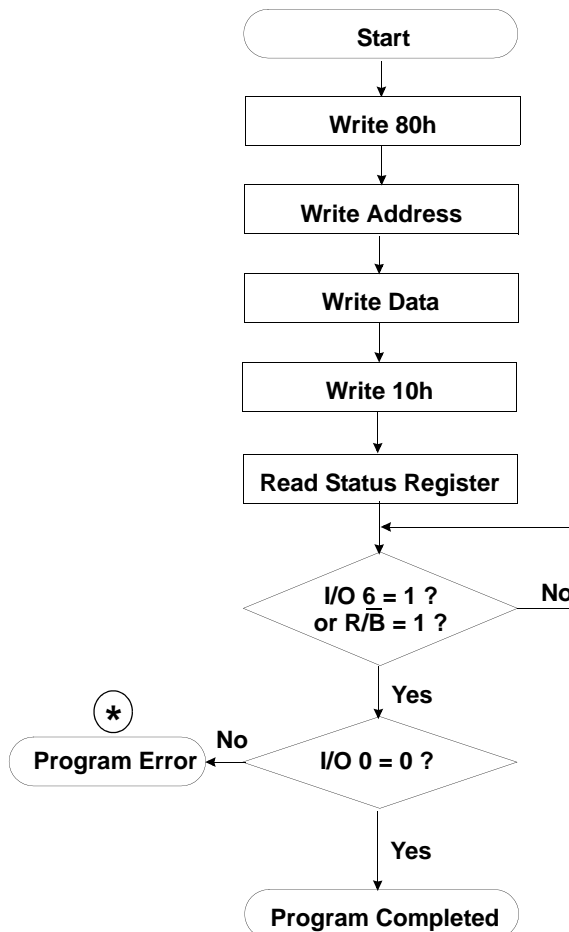 Start
Write 80h
Write Address
Write Data
Write 10h
Read Status Register
I/O 6 = 1 ?
or R/B̅ = 1 ?
No
Yes
*
No
Program Error
I/O 0 = 0 ?
Yes
Program Completed